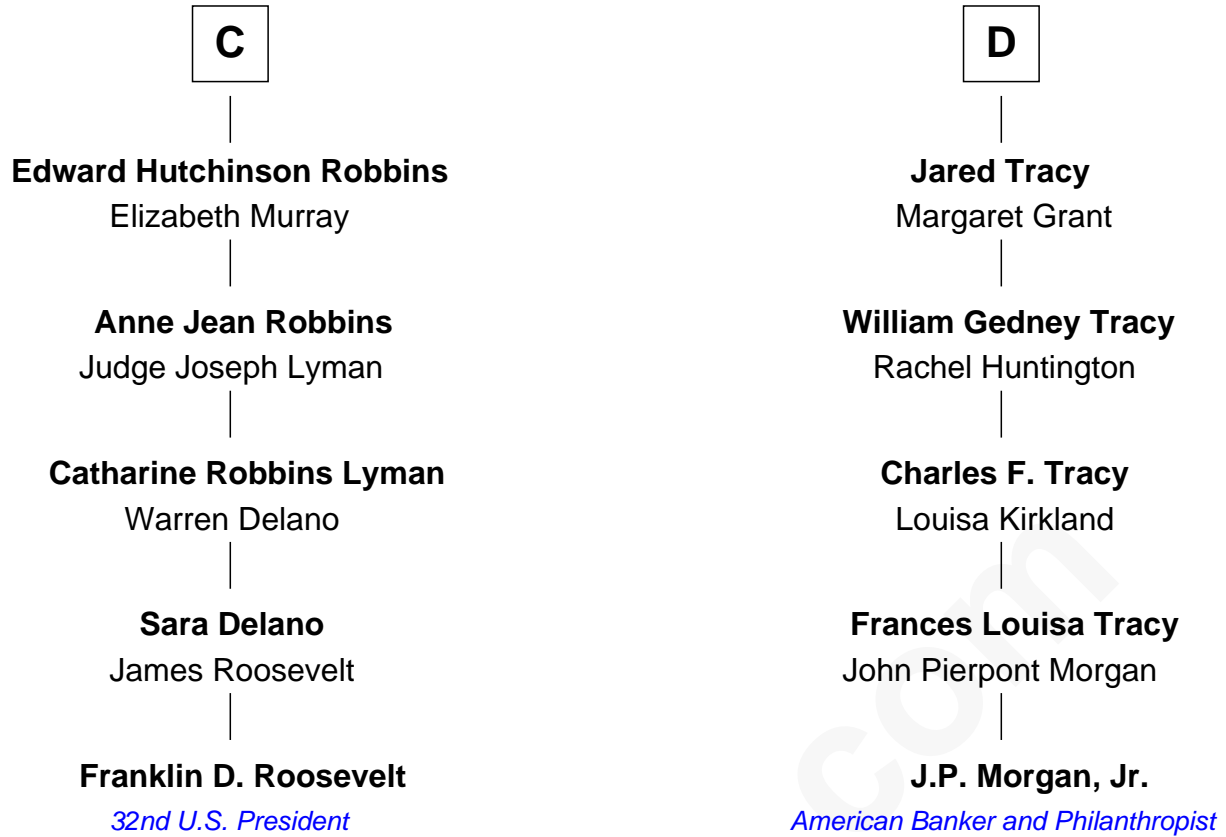 C
Edward Hutchinson Robbins
Elizabeth Murray
Anne Jean Robbins
Judge Joseph Lyman
Catharine Robbins Lyman
Warren Delano
Sara Delano
James Roosevelt
Franklin D. Roosevelt
32nd U.S. President
D
Jared Tracy
Margaret Grant
William Gedney Tracy
Rachel Huntington
Charles F. Tracy
Louisa Kirkland
Frances Louisa Tracy
John Pierpont Morgan
J.P. Morgan, Jr.
American Banker and Philanthropist
com